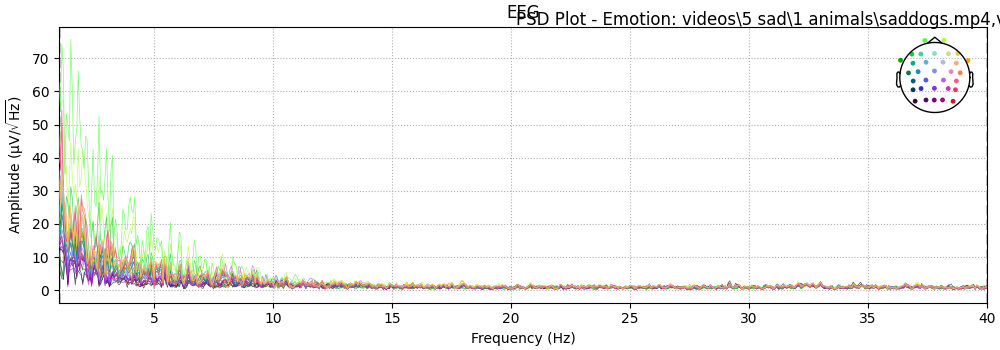 EEG
PSD Plot - Emotion: videos\5 sad\1 animals\saddogs.mp4,v
Amplitude (µV/√Hz)
70
60
50
40
30
20
10
0
5 10 15 20 25 30 35 40
Frequency (Hz)